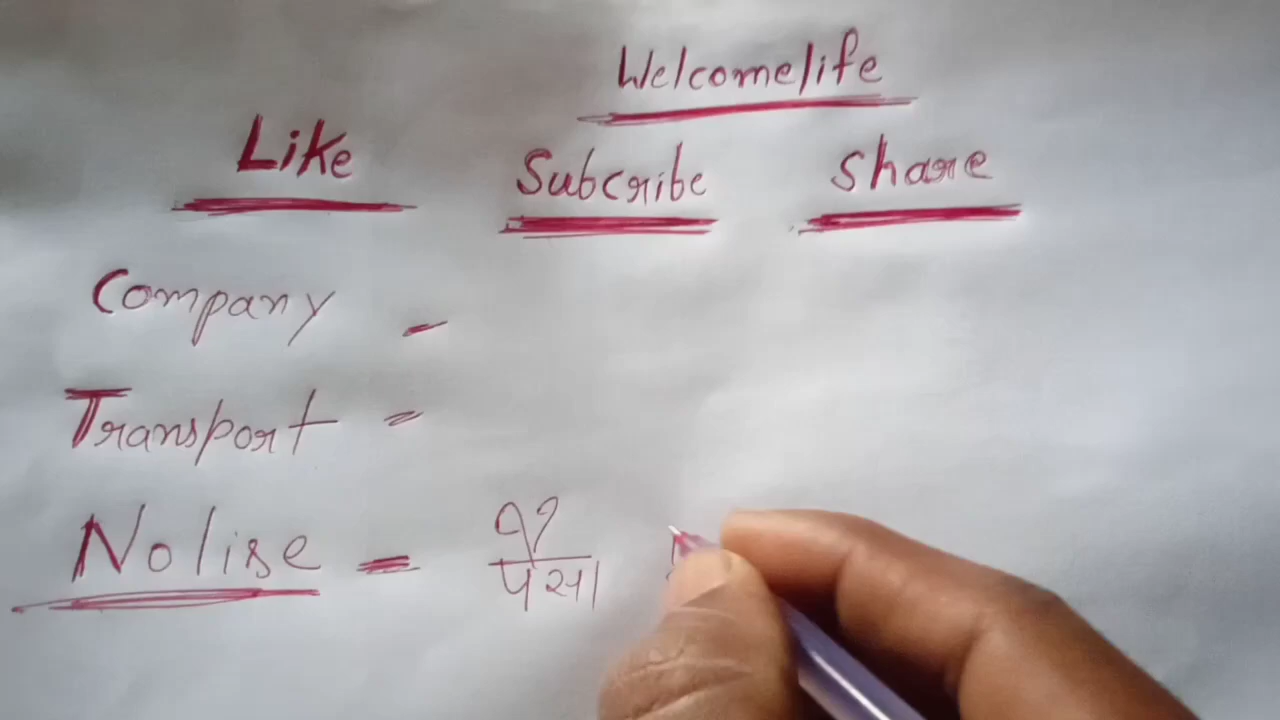 Welcomelife
Like Subcribe Share
Company -
Transport =
Nolise =